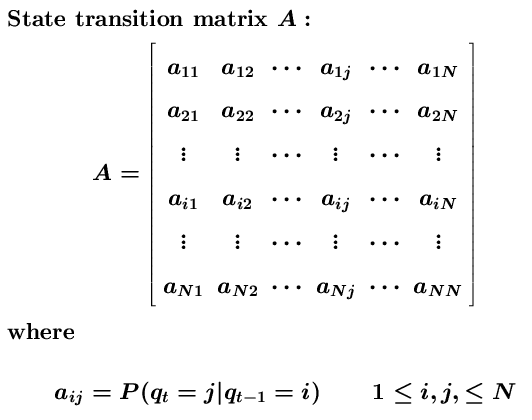 State transition matrix A :
a11 a12 ⋯ a1j ⋯ a1N
a21 a22 ⋯ a2j ⋯ a2N
⋮ ⋮ ⋯ ⋮ ⋯ ⋮
A =
ai1 ai2 ⋯ aij ⋯ aiN
⋮ ⋮ ⋯ ⋮ ⋯ ⋮
aN1 aN2 ⋯ aNj ⋯ aNN
where
aij = P(qt = j|qt−1 = i) 1 ≤ i, j, ≤ N